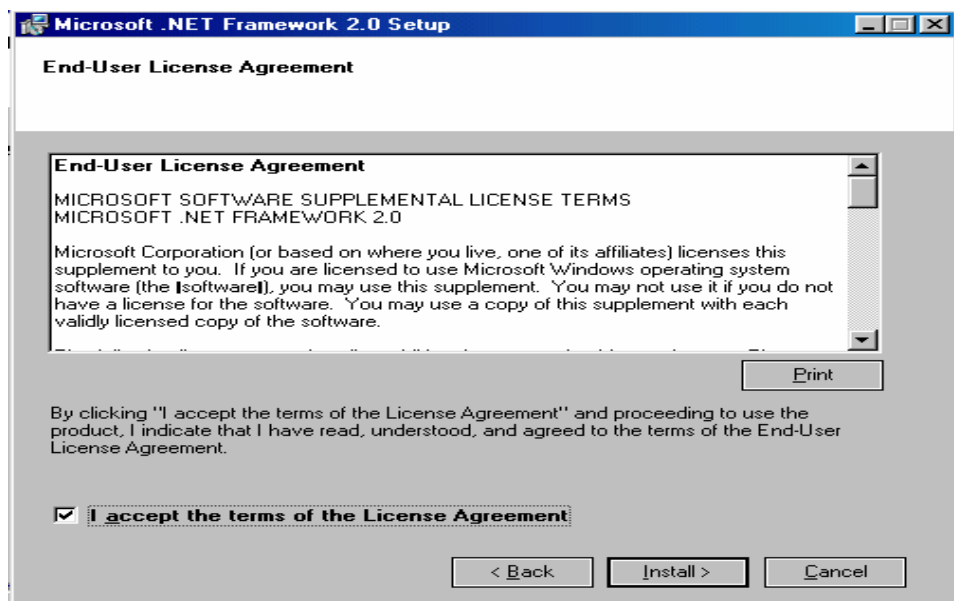 Microsoft .NET Framework 2.0 Setup
End-User License Agreement
End-User License Agreement
MICROSOFT SOFTWARE SUPPLEMENTAL LICENSE TERMS
MICROSOFT .NET FRAMEWORK 2.0
Microsoft Corporation (or based on where you live, one of its affiliates) licenses this
supplement to you. If you are licensed to use Microsoft Windows operating system
software (the software), you may use this supplement. You may not use it if you do not
have a license for the software. You may use a copy of this supplement with each
validly licensed copy of the software.
Print
By clicking "I accept the terms of the License Agreement" and proceeding to use the
product, I indicate that I have read, understood, and agreed to the terms of the End-User
License Agreement.
I accept the terms of the License Agreement
< Back
Install >
Cancel